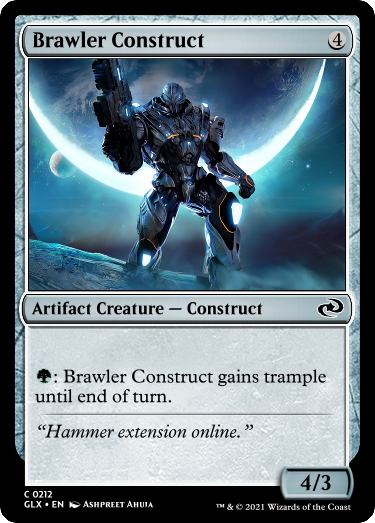 Brawler Construct 4
Artifact Creature — Construct
: Brawler Construct gains trample
until end of turn.
“Hammer extension online.”
4/3
C 0212
GLX • EN Ashpreet Ahuja
™ & © 2021 Wizards of the Coast